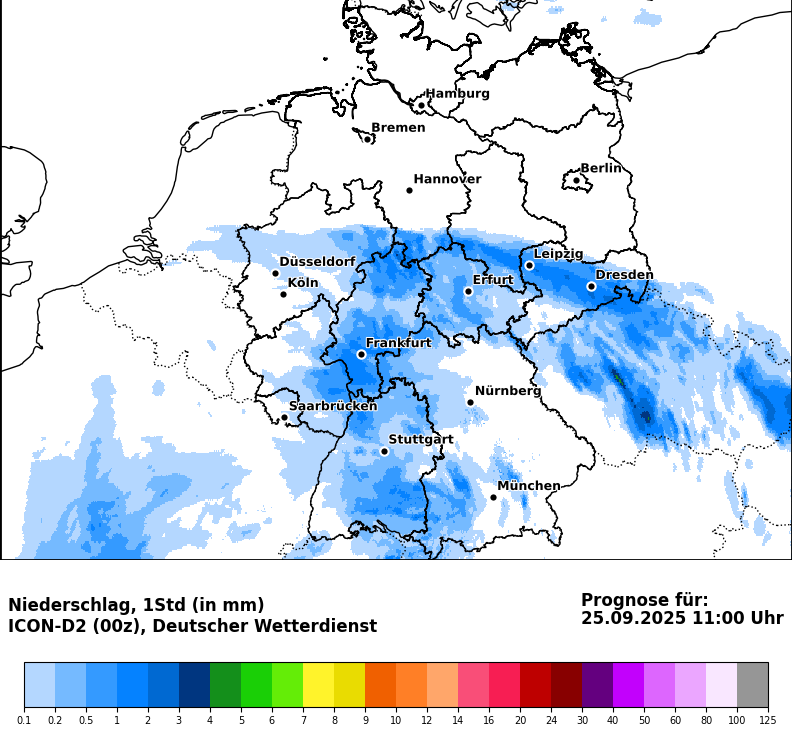 Hamburg
Bremen
Berlin
Hannover
Leipzig
Düsseldorf
Dresden
Köln
Erfurt
Frankfurt
Nürnberg
Saarbrücken
Stuttgart
München
Niederschlag, 1Std (in mm)
ICON-D2 (00z), Deutscher Wetterdienst
Prognose für:
25.09.2025 11:00 Uhr
0.1 0.2 0.5 1 2 3 4 5 6 7 8 9 10 12 14 16 20 24 30 40 50 60 80 100 125